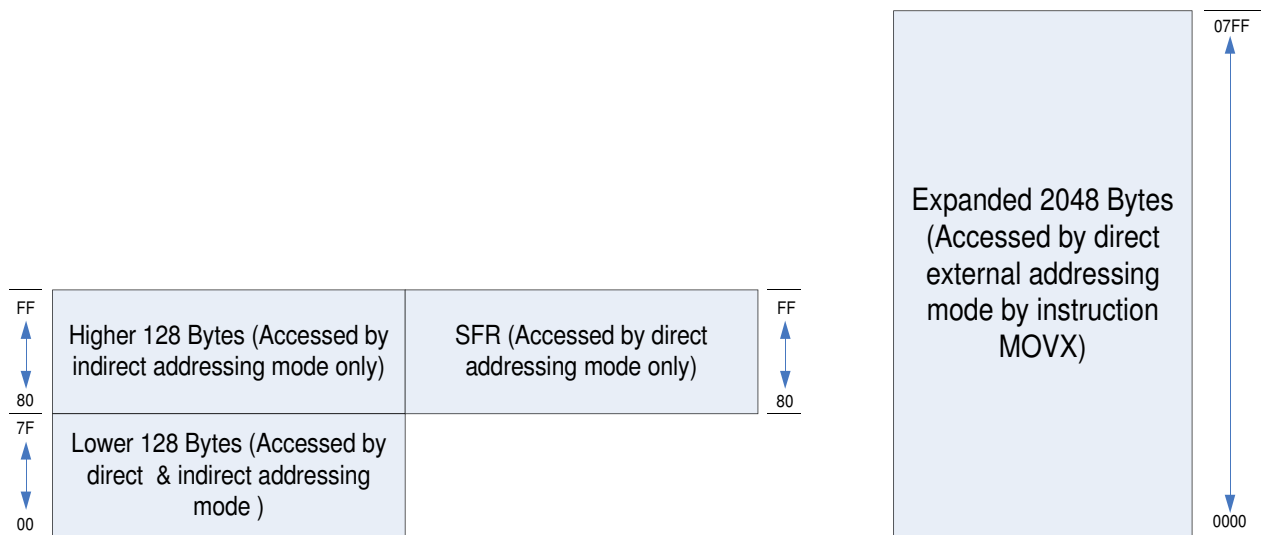 FF
80
7F
00
Higher 128 Bytes (Accessed by
indirect addressing mode only)
SFR (Accessed by direct
addressing mode only)
FF
80
Lower 128 Bytes (Accessed by
direct & indirect addressing
mode )
Expanded 2048 Bytes
(Accessed by direct
external addressing
mode by instruction
MOVX)
07FF
0000